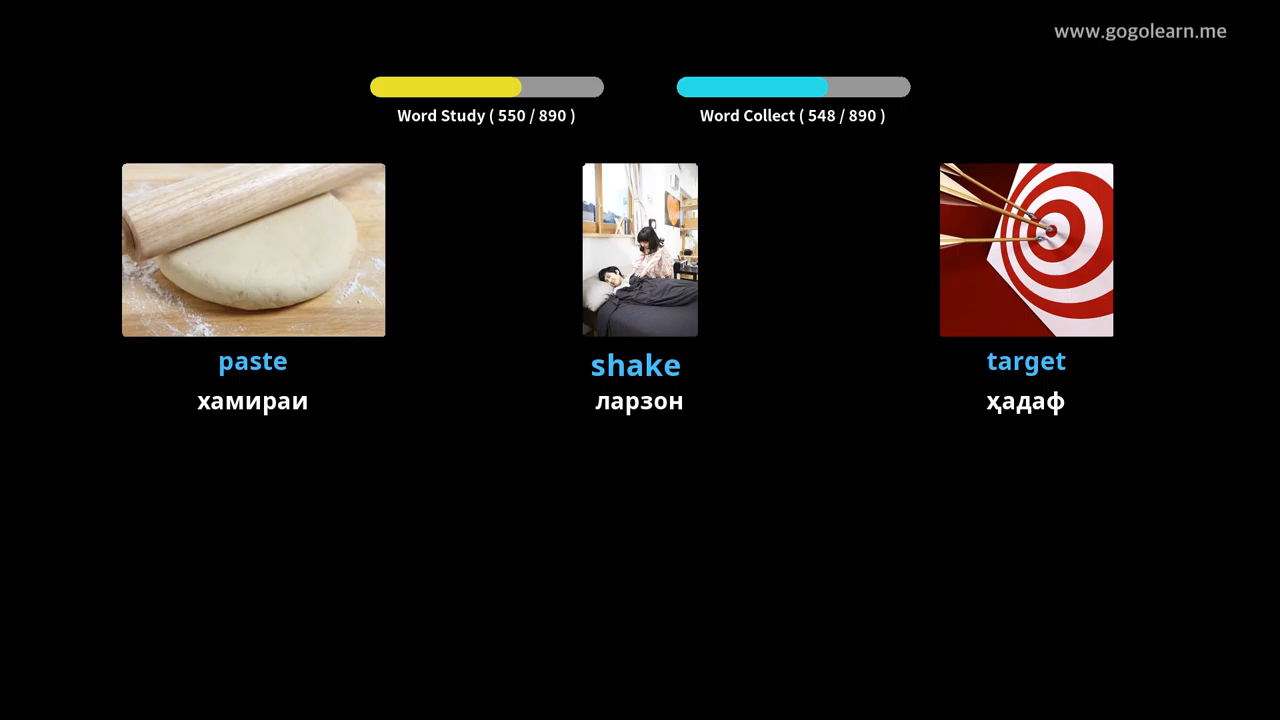 www.gogolearn.me
Word Study ( 550 / 890 )
Word Collect ( 548 / 890 )
paste
shake
target
хамираи
ларзон
ҳадаф